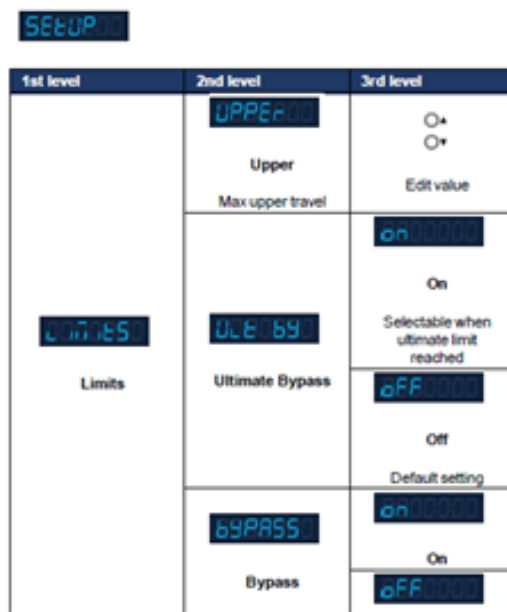 SEtUP
1st level 2nd level 3rd level
UPPEr
Upper
Max upper travel
Edit value
LimitS
Limits
ULt by
Ultimate Bypass
on
On
Selectable when
ultimate limit
reached
oFF
Off
Default setting
byPASS
Bypass
on
On
oFF